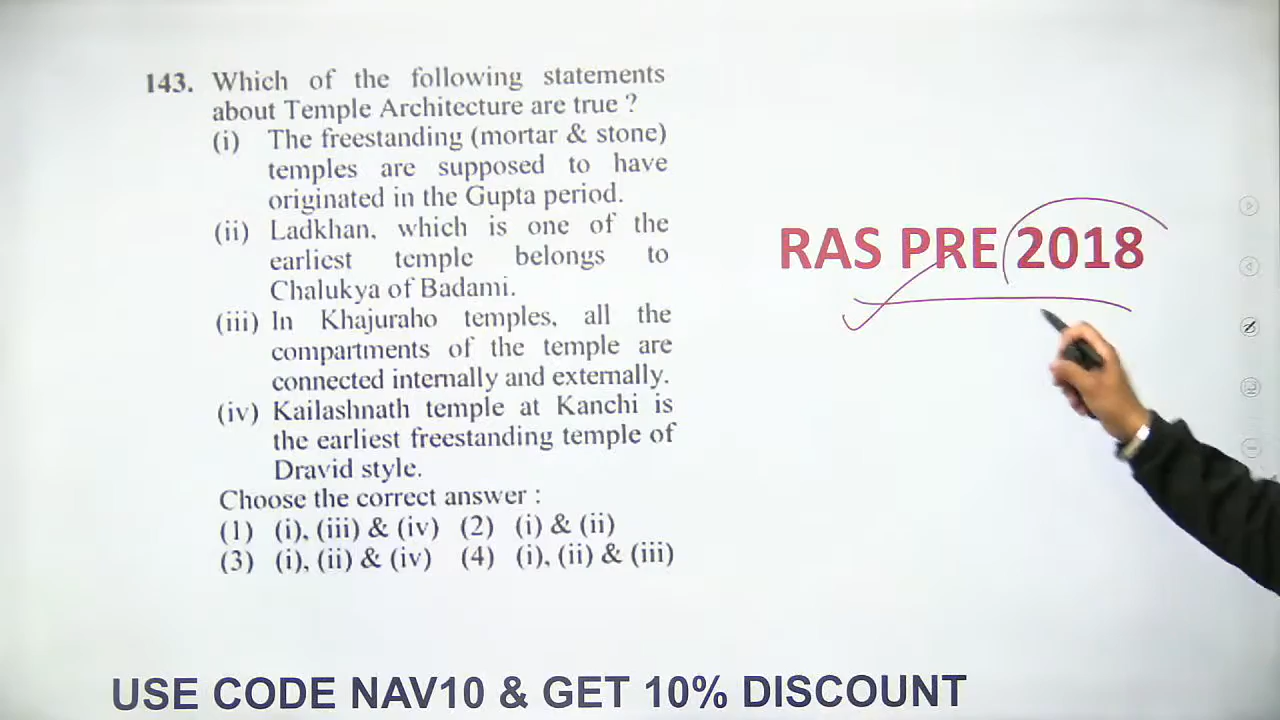 143. Which of the following statements
about Temple Architecture are true ?
(i) The freestanding (mortar & stone)
temples are supposed to have
originated in the Gupta period.
(ii) Ladkhan, which is one of the
earliest temple belongs to
Chalukya of Badami.
(iii) In Khajuraho temples, all the
compartments of the temple are
connected internally and externally.
(iv) Kailashnath temple at Kanchi is
the earliest freestanding temple of
Dravid style.
Choose the correct answer :
(1) (i), (iii) & (iv) (2) (i) & (ii)
(3) (i), (ii) & (iv) (4) (i), (ii) & (iii)
RAS PRE 2018
USE CODE NAV10 & GET 10% DISCOUNT